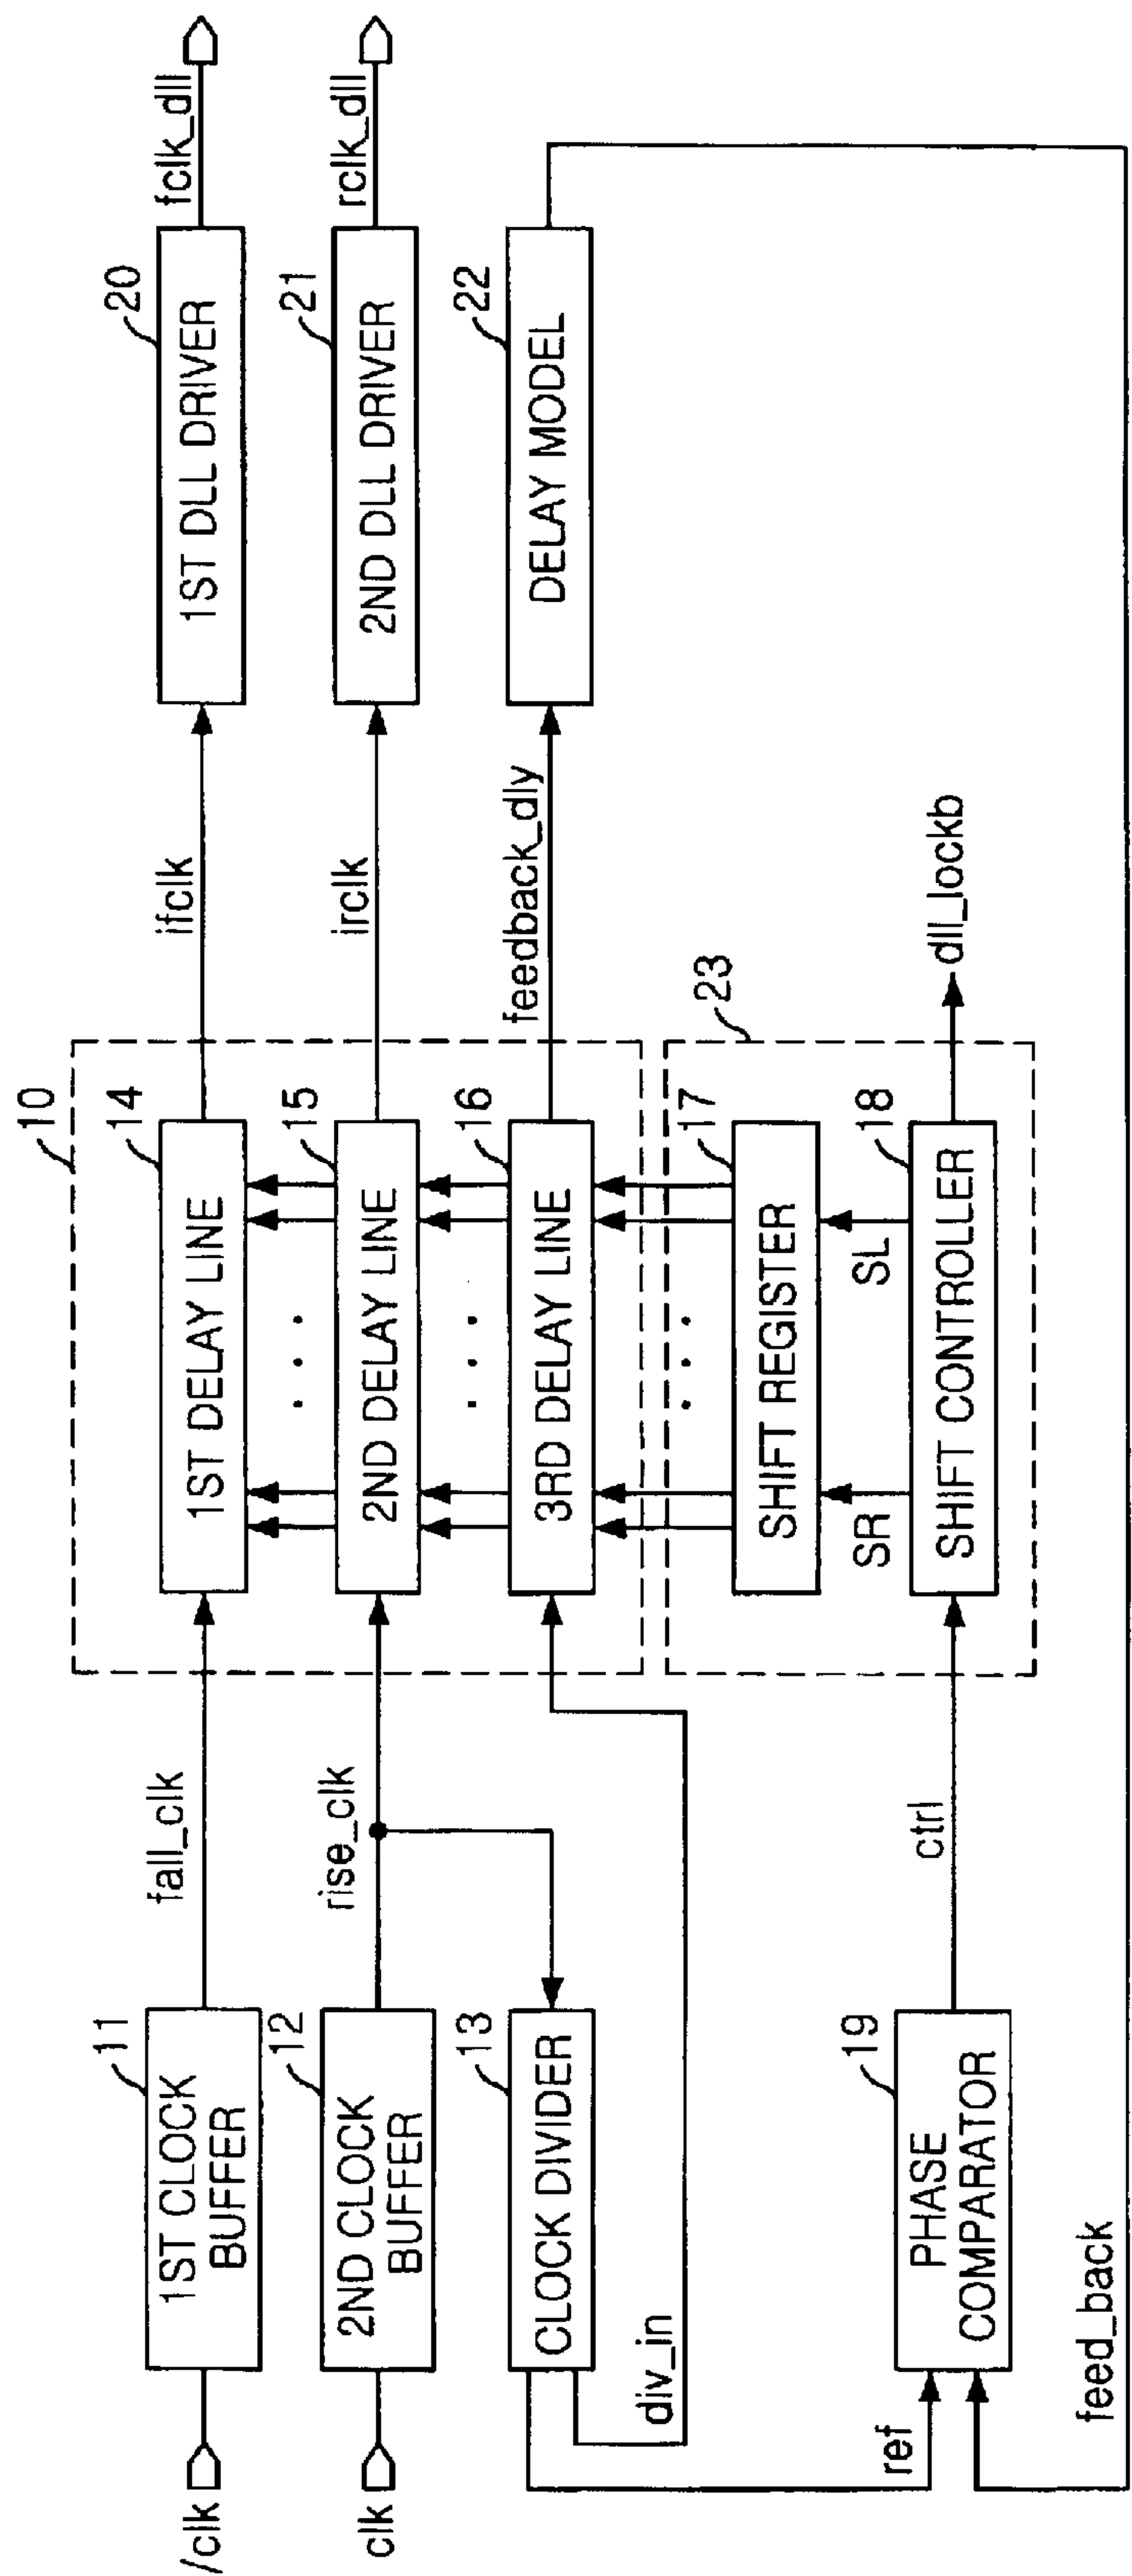 /clk
1ST CLOCK
BUFFER
11
fall_clk
10
1ST DELAY LINE
14
ifclk
1ST DLL DRIVER
20
fclk_dll
clk
2ND CLOCK
BUFFER
12
rise_clk
2ND DELAY LINE
15
irclk
2ND DLL DRIVER
21
rclk_dll
CLOCK DIVIDER
13
div_in
3RD DELAY LINE
16
feedback_dly
DELAY MODEL
22
SHIFT REGISTER
17
23
SR
SL
ref
PHASE
COMPARATOR
19
ctrl
SHIFT CONTROLLER
18
dll_lockb
feed_back